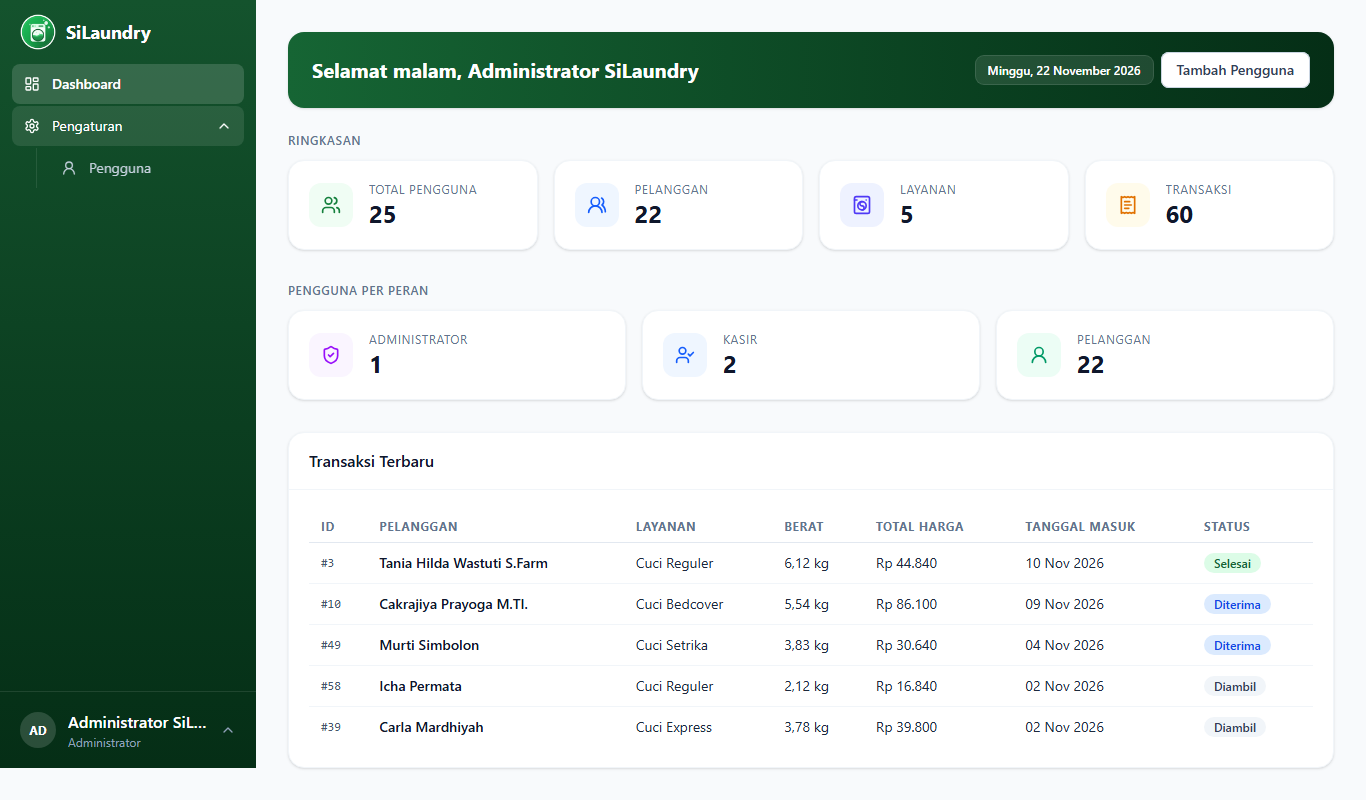 SiLaundry
Dashboard
Pengaturan
Pengguna
Administrator SiL...
AD
Administrator
Selamat malam, Administrator SiLaundry
Minggu, 22 November 2026
Tambah Pengguna
RINGKASAN
TOTAL PENGGUNA
25
PELANGGAN
22
LAYANAN
5
TRANSAKSI
60
PENGGUNA PER PERAN
ADMINISTRATOR
1
KASIR
2
PELANGGAN
22
Transaksi Terbaru
ID PELANGGAN LAYANAN BERAT TOTAL HARGA TANGGAL MASUK STATUS
#3 Tania Hilda Wastuti S.Farm Cuci Reguler 6,12 kg Rp 44.840 10 Nov 2026 Selesai
#10 Cakrajiya Prayoga M.TI. Cuci Bedcover 5,54 kg Rp 86.100 09 Nov 2026 Diterima
#49 Murti Simbolon Cuci Setrika 3,83 kg Rp 30.640 04 Nov 2026 Diterima
#58 Icha Permata Cuci Reguler 2,12 kg Rp 16.840 02 Nov 2026 Diambil
#39 Carla Mardhiyah Cuci Express 3,78 kg Rp 39.800 02 Nov 2026 Diambil